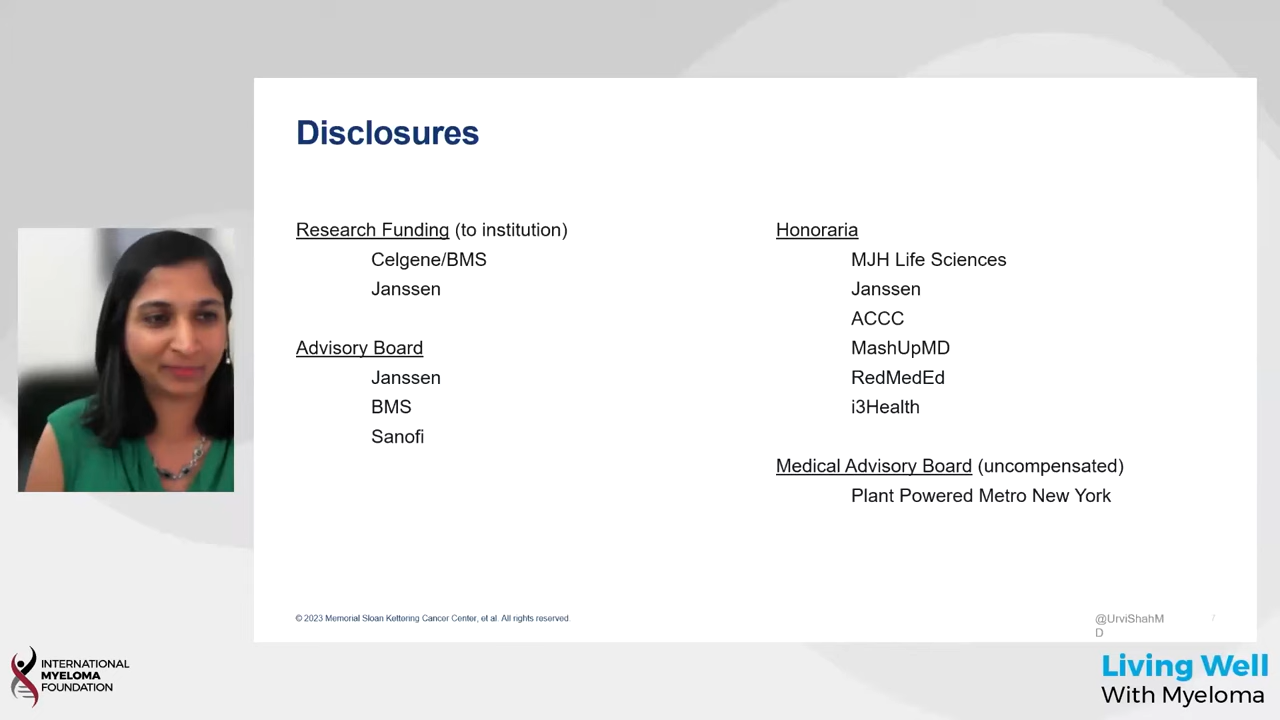 Disclosures
Research Funding (to institution)
Celgene/BMS
Janssen
Advisory Board
Janssen
BMS
Sanofi
Honoraria
MJH Life Sciences
Janssen
ACCC
MashUpMD
RedMedEd
i3Health
Medical Advisory Board (uncompensated)
Plant Powered Metro New York
© 2023 Memorial Sloan Kettering Cancer Center, et al. All rights reserved.
@UrviShahM
D
7
INTERNATIONAL
MYELOMA
FOUNDATION
Living Well
With Myeloma